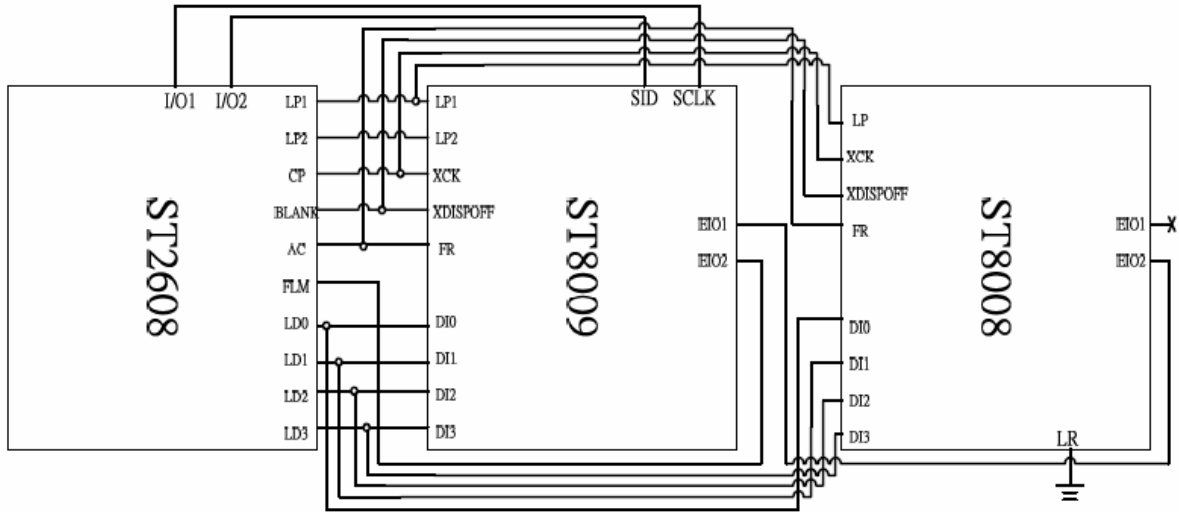 I/O1 I/O2
LP1
LP2
CP
BLANK
AC
FLM
LD0
LD1
LD2
LD3
ST2608
SID SCLK
LP1
LP2
XCK
XDISPOFF
FR
DI0
DI1
DI2
DI3
ST8009
EIO1
EIO2
LP
XCK
XDISPOFF
FR
DI0
DI1
DI2
DI3
ST8008
EIO1
EIO2
LR